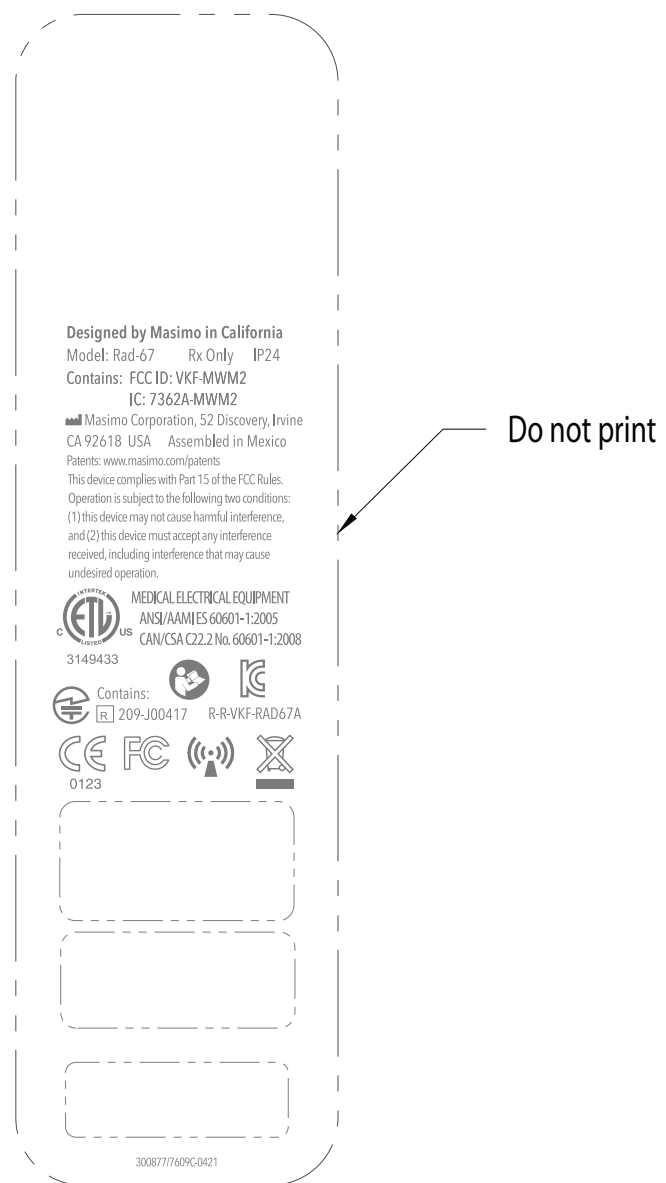 Designed by Masimo in California
Model: Rad-67 Rx Only IP24
Contains: FCC ID: VKF-MWM2
IC: 7362A-MWM2
Masimo Corporation, 52 Discovery, Irvine
CA 92618 USA Assembled in Mexico
Patents: www.masimo.com/patents
This device complies with Part 15 of the FCC Rules.
Operation is subject to the following two conditions:
(1) this device may not cause harmful interference,
and (2) this device must accept any interference
received, including interference that may cause
undesired operation.
Do not print
INTERTEK
ETL
C US
LISTED
3149433
MEDICAL ELECTRICAL EQUIPMENT
ANSI/AAMI ES 60601-1:2005
CAN/CSA C22.2 No. 60601-1:2008
Contains:
R 209-J00417 R-R-VKF-RAD67A
CE FC
0123
300877/7609C-0421